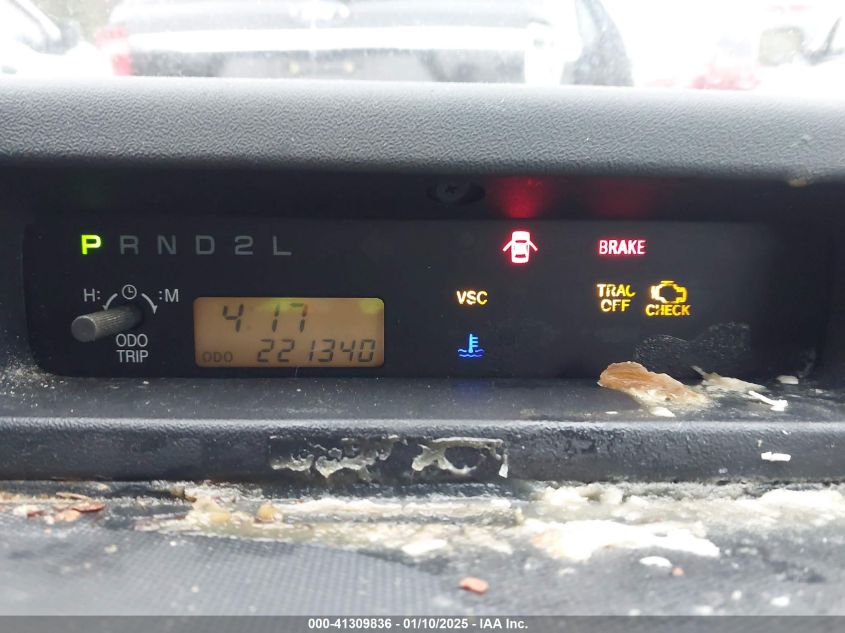 P R N D 2 L
BRAKE
H: :M
VSC
TRAC
OFF
CHECK
4 17
ODO
TRIP
ODO 221340
000-41309836 - 01/10/2025 - IAA Inc.